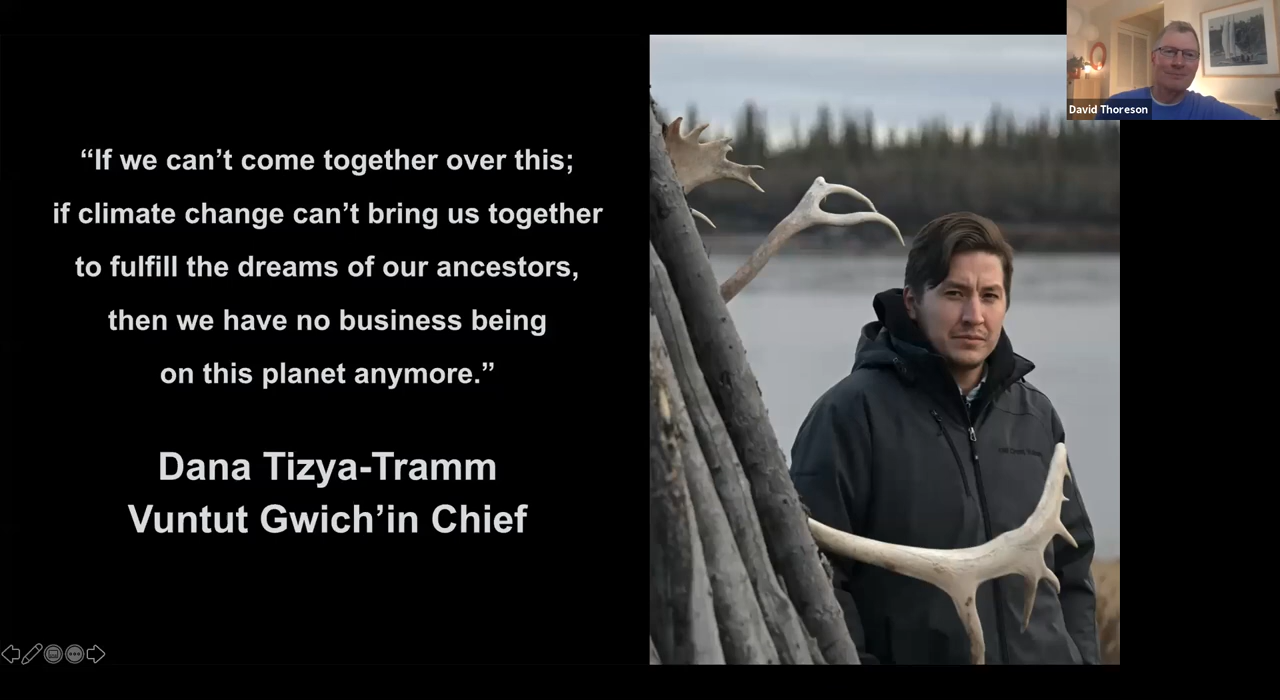 David Thoreson
“If we can’t come together over this;
if climate change can’t bring us together
to fulfill the dreams of our ancestors,
then we have no business being
on this planet anymore.”
Dana Tizya-Tramm
Vuntut Gwich’in Chief